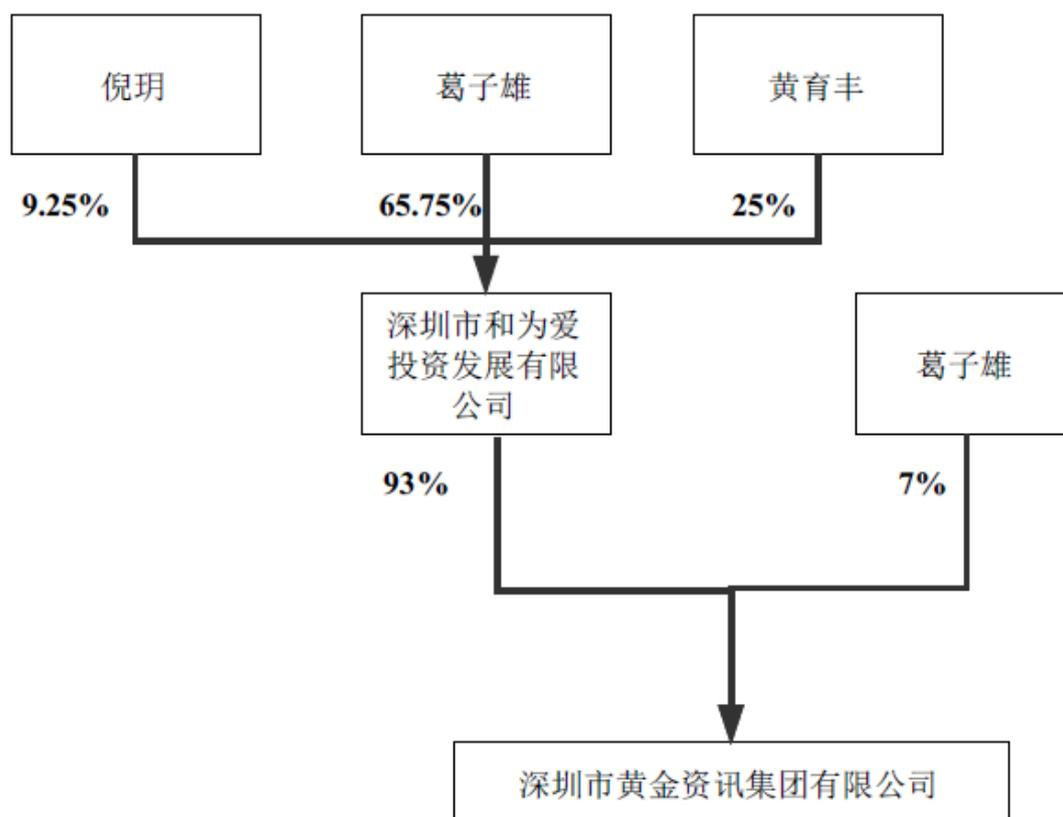 倪玥
葛子雄
黄育丰
9.25%
65.75%
25%
深圳市和为爱
投资发展有限
公司
葛子雄
93%
7%
深圳市黄金资讯集团有限公司